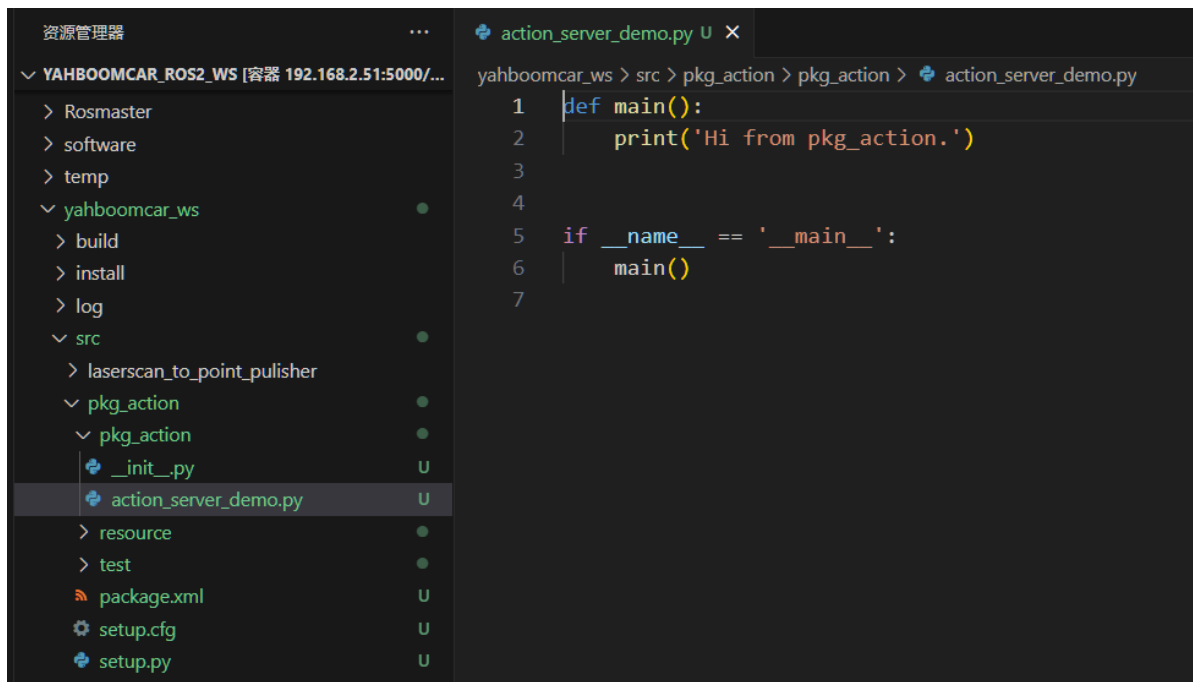 资源管理器
YAHBOOMCAR_ROS2_WS [容器 192.168.2.51:5000/...
Rosmaster
software
temp
yahboomcar_ws
build
install
log
src
laserscan_to_point_pulisher
pkg_action
pkg_action
__init__.py U
action_server_demo.py U
resource
test
package.xml U
setup.cfg U
setup.py U
action_server_demo.py U
yahboomcar_ws > src > pkg_action > pkg_action > action_server_demo.py
1 def main():
2     print('Hi from pkg_action.')
3
4
5 if __name__ == '__main__':
6     main()
7